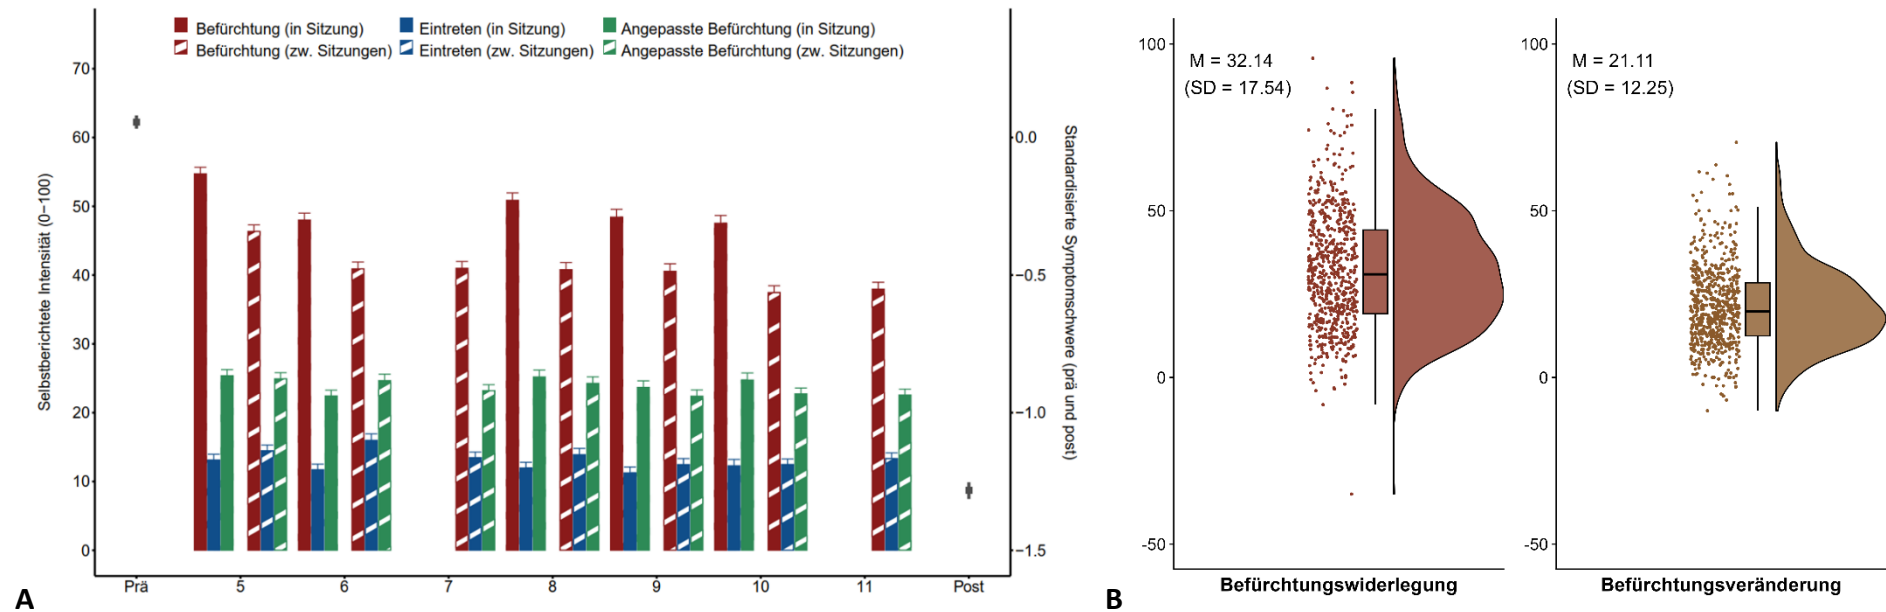 Befürchtung (in Sitzung) Eintreten (in Sitzung) Angepasste Befürchtung (in Sitzung)
Befürchtung (zw. Sitzungen) Eintreten (zw. Sitzungen) Angepasste Befürchtung (zw. Sitzungen)
Selbstberichtete Intensität (0−100)
70
60
50
40
30
20
10
0
Prä 5 6 7 8 9 10 11 Post
0.0
−0.5
−1.0
−1.5
Standardisierte Symptomschwere (prä und post)
A
100
50
0
-50
M = 32.14
(SD = 17.54)
Befürchtungswiderlegung
100
50
0
-50
M = 21.11
(SD = 12.25)
Befürchtungsveränderung
B